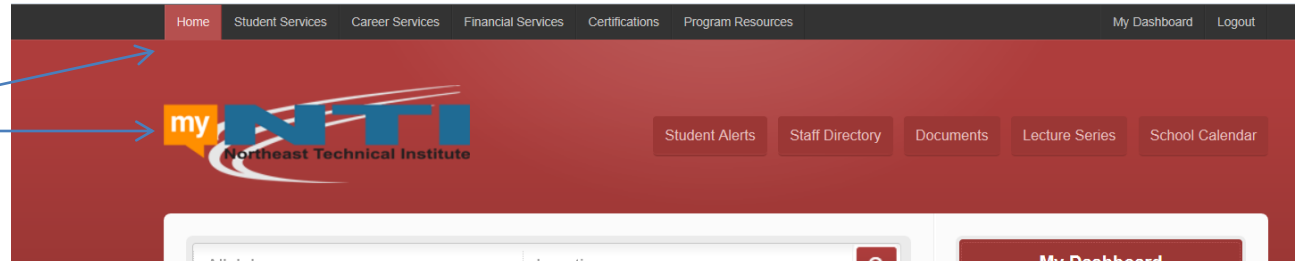 Home Student Services Career Services Financial Services Certifications Program Resources My Dashboard Logout
my NTI
Northeast Technical Institute
Student Alerts Staff Directory Documents Lecture Series School Calendar
My Dashboard